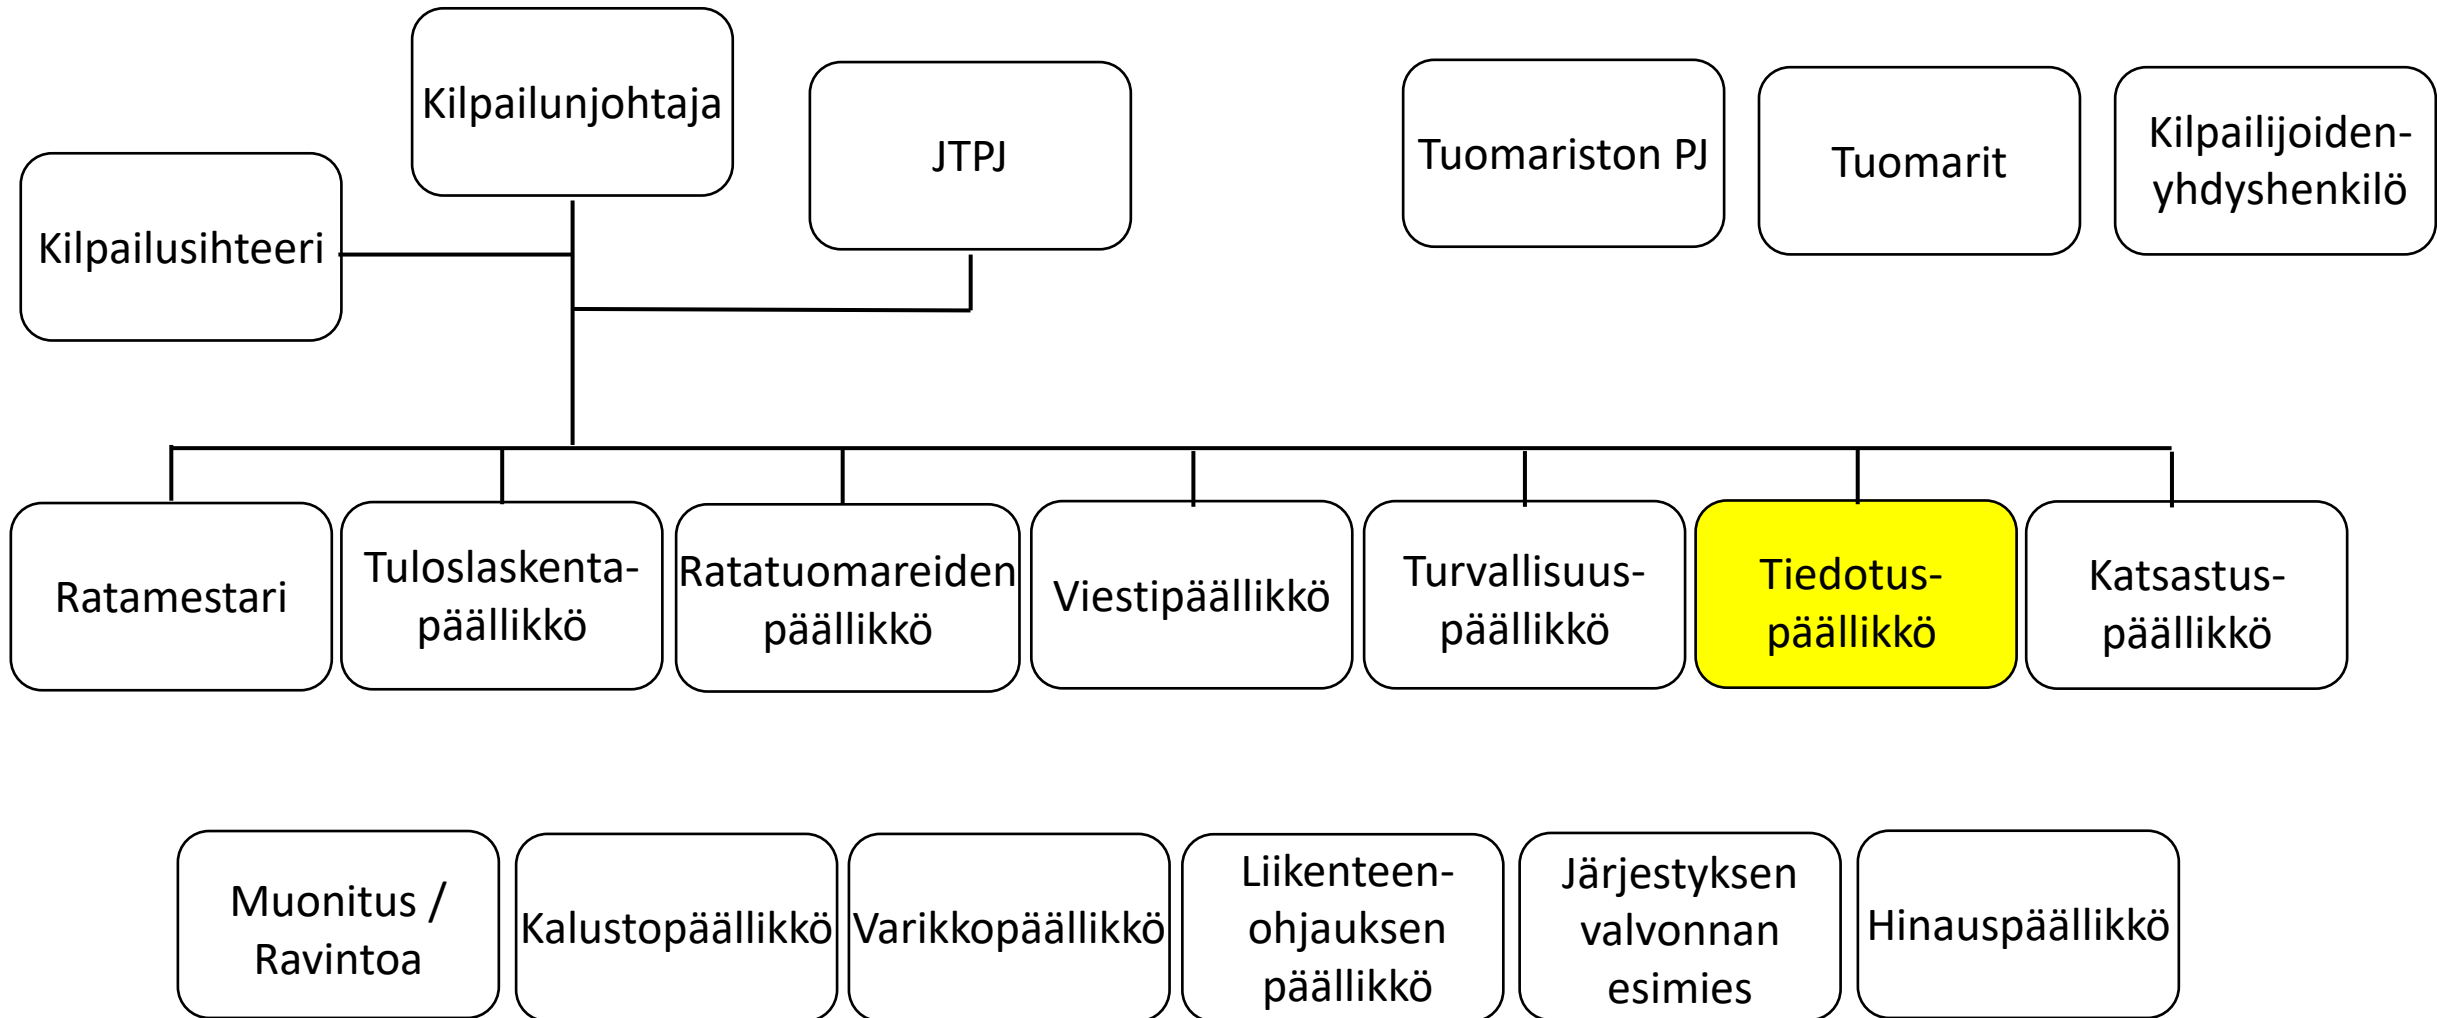 Kilpailunjohtaja
JTPJ
Kilpailusihteeri
Tuomariston PJ
Tuomarit
Kilpailijoiden-
yhdyshenkilö
Ratamestari
Tuloslaskenta-
päällikkö
Ratatuomareiden
päällikkö
Viestipäällikkö
Turvallisuus-
päällikkö
Tiedotus-
päällikkö
Katsastus-
päällikkö
Muonitus /
Ravintoa
Kalustopäällikkö
Varikkopäällikkö
Liikenteen-
ohjauksen
päällikkö
Järjestyksen
valvonnan
esimies
Hinauspäällikkö